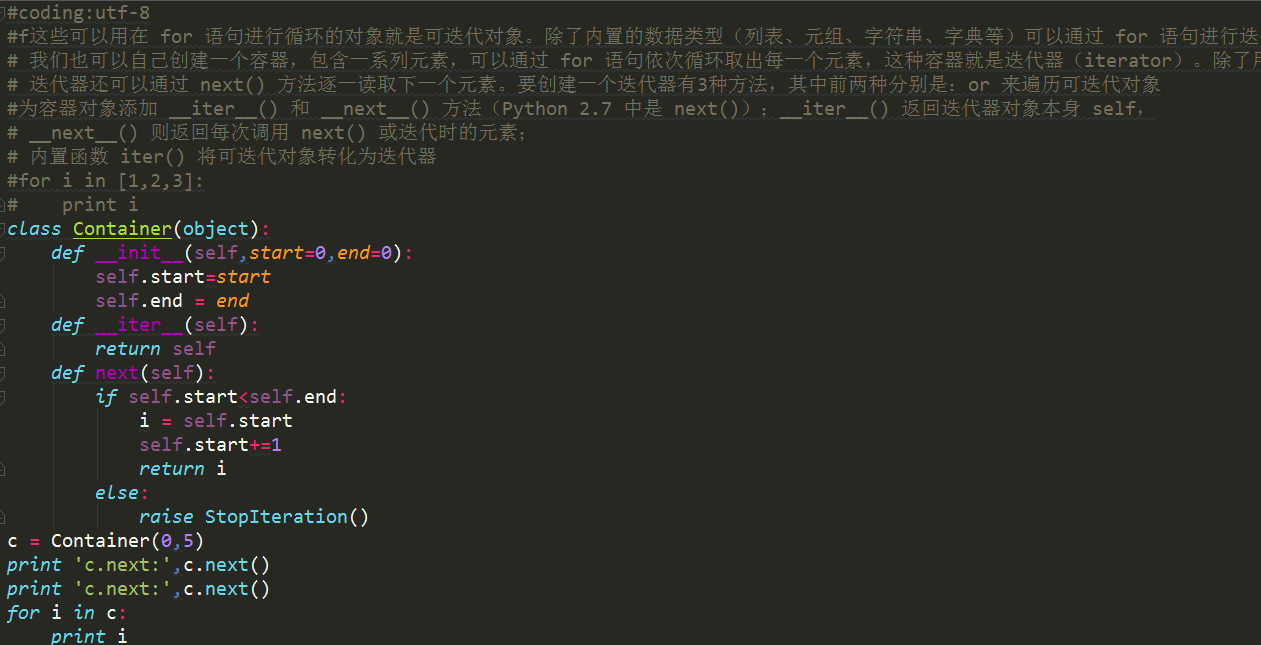 #coding:utf-8
#f这些可以用在 for 语句进行循环的对象就是可迭代对象。除了内置的数据类型（列表、元组、字符串、字典等）可以通过 for 语句进行迭
# 我们也可以自己创建一个容器，包含一系列元素，可以通过 for 语句依次循环取出每一个元素，这种容器就是迭代器（iterator）。除了用
# 迭代器还可以通过 next() 方法逐一读取下一个元素。要创建一个迭代器有3种方法，其中前两种分别是：or 来遍历可迭代对象
#为容器对象添加 __iter__() 和 __next__() 方法（Python 2.7 中是 next()）；__iter__() 返回迭代器对象本身 self，
# __next__() 则返回每次调用 next() 或迭代时的元素；
# 内置函数 iter() 将可迭代对象转化为迭代器
#for i in [1,2,3]:
#    print i
class Container(object):
    def __init__(self,start=0,end=0):
        self.start=start
        self.end = end
    def __iter__(self):
        return self
    def next(self):
        if self.start<self.end:
            i = self.start
            self.start+=1
            return i
        else:
            raise StopIteration()
c = Container(0,5)
print 'c.next:',c.next()
print 'c.next:',c.next()
for i in c:
    print i